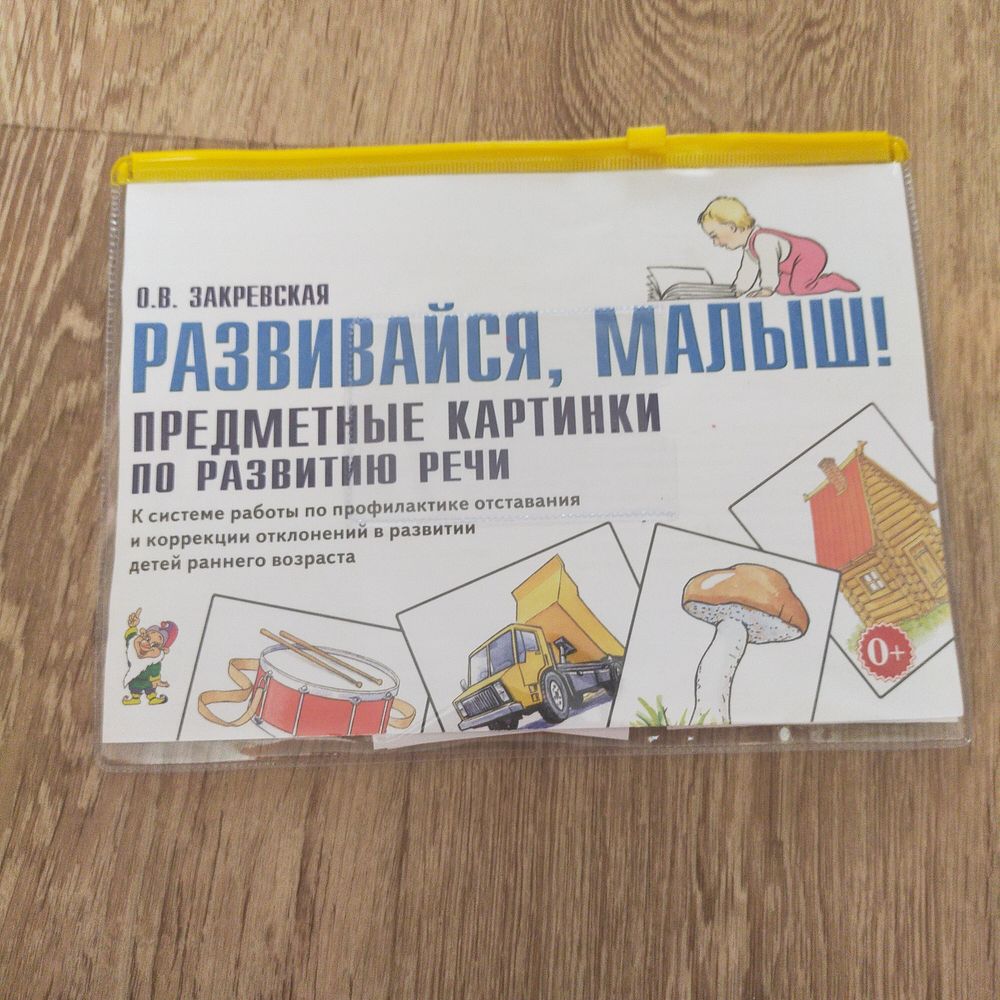 О.В. ЗАКРЕВСКАЯ
РАЗВИВАЙСЯ, МАЛЫШ!
ПРЕДМЕТНЫЕ КАРТИНКИ
ПО РАЗВИТИЮ РЕЧИ
К системе работы по профилактике отставания
и коррекции отклонений в развитии
детей раннего возраста
0+